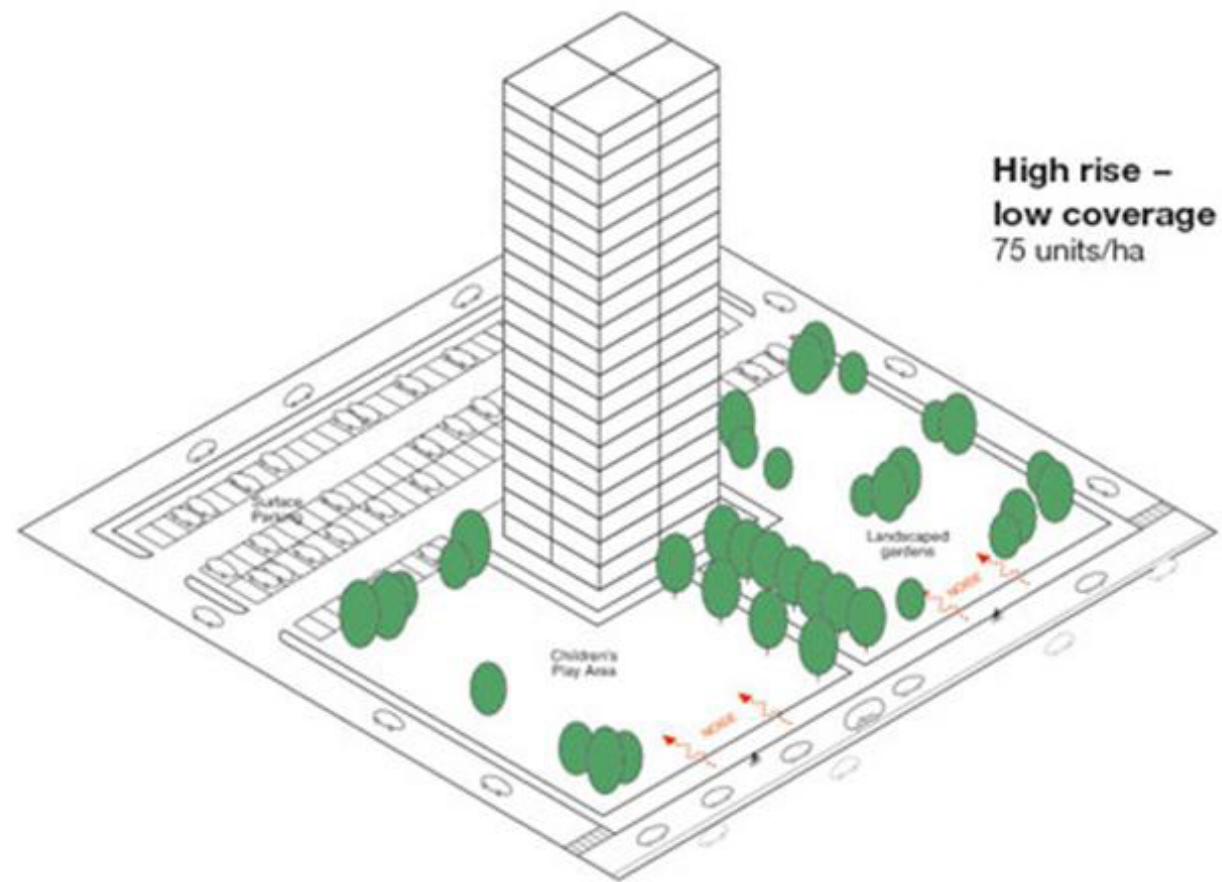 High rise –
low coverage
75 units/ha
Surface
Parking
Landscaped
gardens
NOISE
Children's
Play Area
NOISE